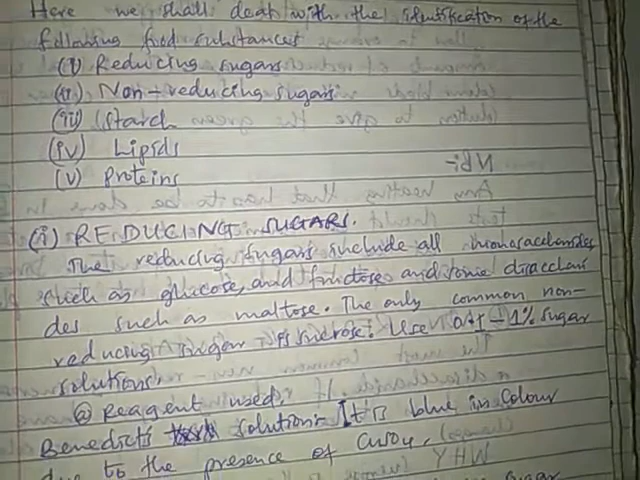 Here we shall deal with the identification of the
following food substances
(i) Reducing sugars
(ii) Non-reducing sugars
(iii) Starch
(iv) Lipids
(v) Proteins
(i) REDUCING SUGARS.
The reducing sugars include all monosaccharides
such as glucose, and fructose and some disacchari
des such as maltose. The only common non-
reducing sugar is sucrose. Use 0.1 - 1% sugar
solutions
@ Reagent used
Benedict's solution. It is blue in colour
due to the presence of CuSO4,